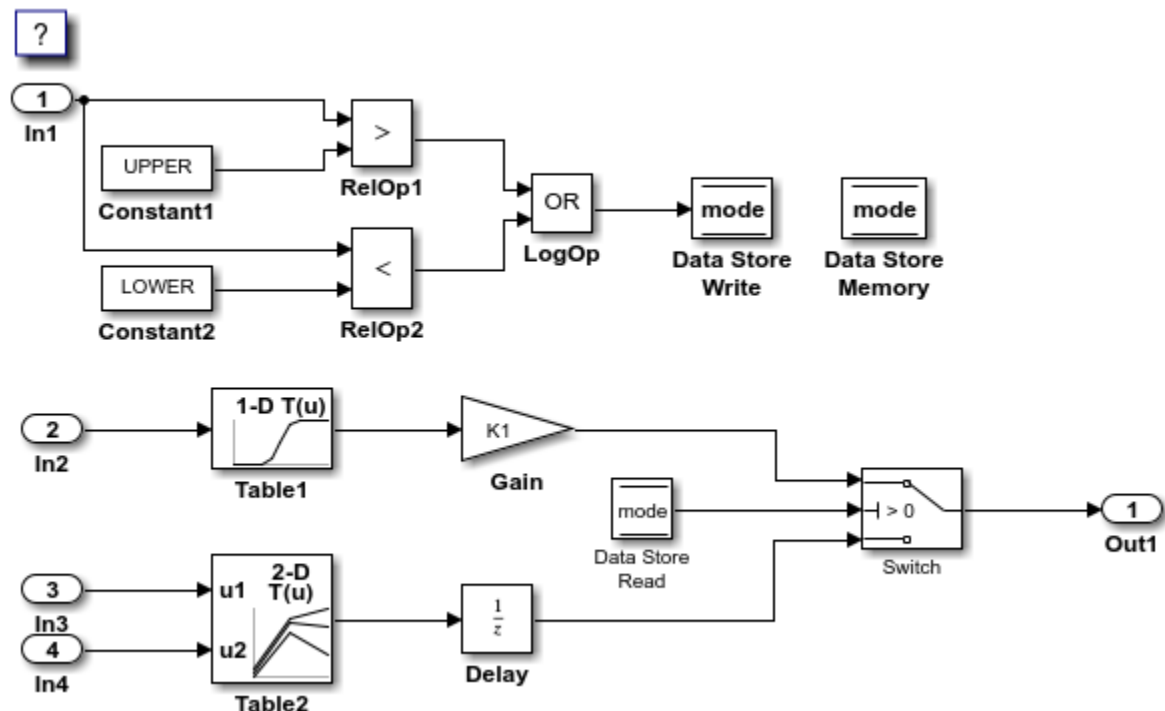 ?
1
In1
UPPER
Constant1
>
RelOp1
OR
LogOp
mode
Data Store
Write
mode
Data Store
Memory
LOWER
Constant2
<
RelOp2
2
In2
1-D T(u)
Table1
K1
Gain
mode
Data Store
Read
> 0
Switch
1
Out1
3
In3
4
In4
u1
u2
2-D
T(u)
Table2
1
z
Delay